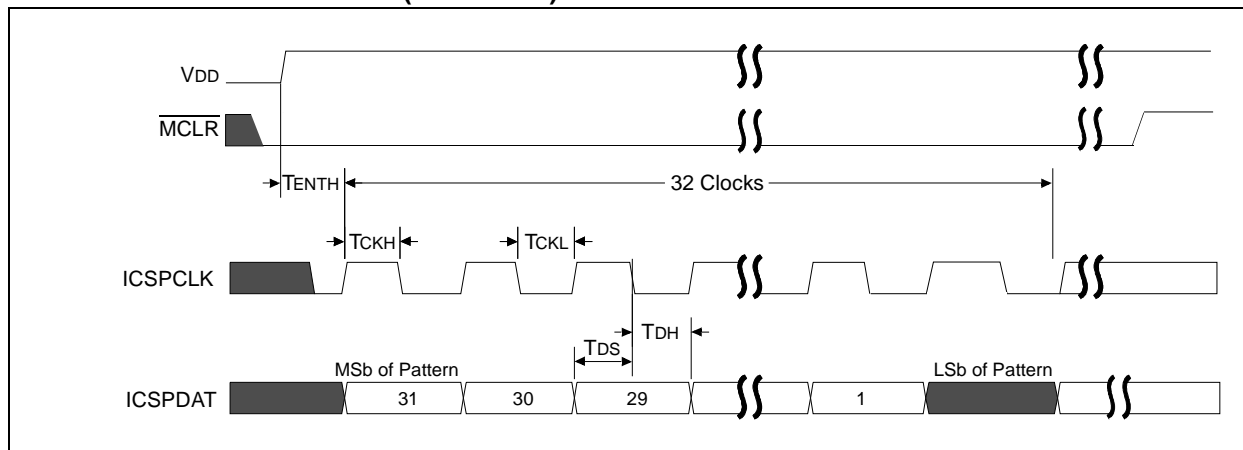 VDD
MCLR
TENTH
32 Clocks
TCKH
TCKL
ICSPCLK
TDH
TDS
MSb of Pattern
LSb of Pattern
ICSPDAT
31
30
29
1